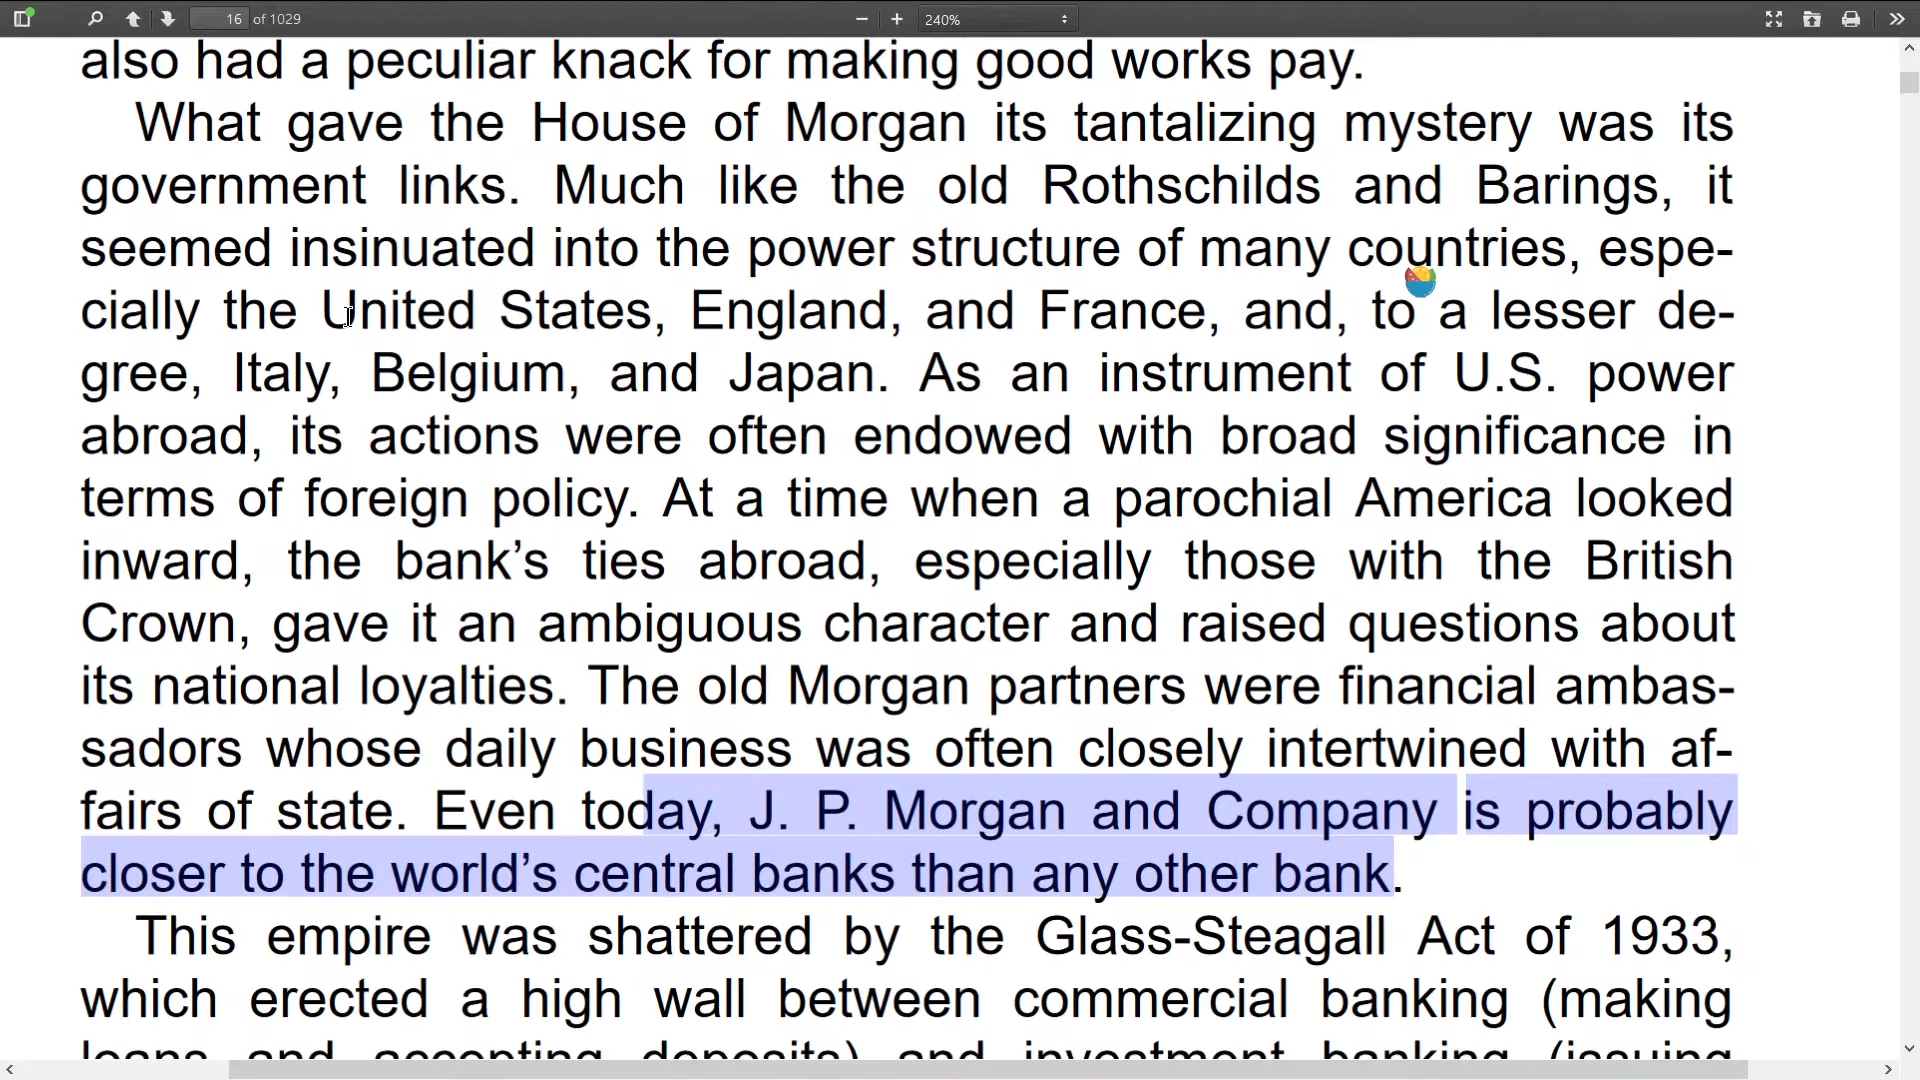 16 of 1029
240%
also had a peculiar knack for making good works pay.
What gave the House of Morgan its tantalizing mystery was its
government links. Much like the old Rothschilds and Barings, it
seemed insinuated into the power structure of many countries, espe-
cially the United States, England, and France, and, to a lesser de-
gree, Italy, Belgium, and Japan. As an instrument of U.S. power
abroad, its actions were often endowed with broad significance in
terms of foreign policy. At a time when a parochial America looked
inward, the bank’s ties abroad, especially those with the British
Crown, gave it an ambiguous character and raised questions about
its national loyalties. The old Morgan partners were financial ambas-
sadors whose daily business was often closely intertwined with af-
fairs of state. Even today, J. P. Morgan and Company is probably
closer to the world’s central banks than any other bank.
This empire was shattered by the Glass-Steagall Act of 1933,
which erected a high wall between commercial banking (making
loans and accepting deposits) and investment banking (issuing